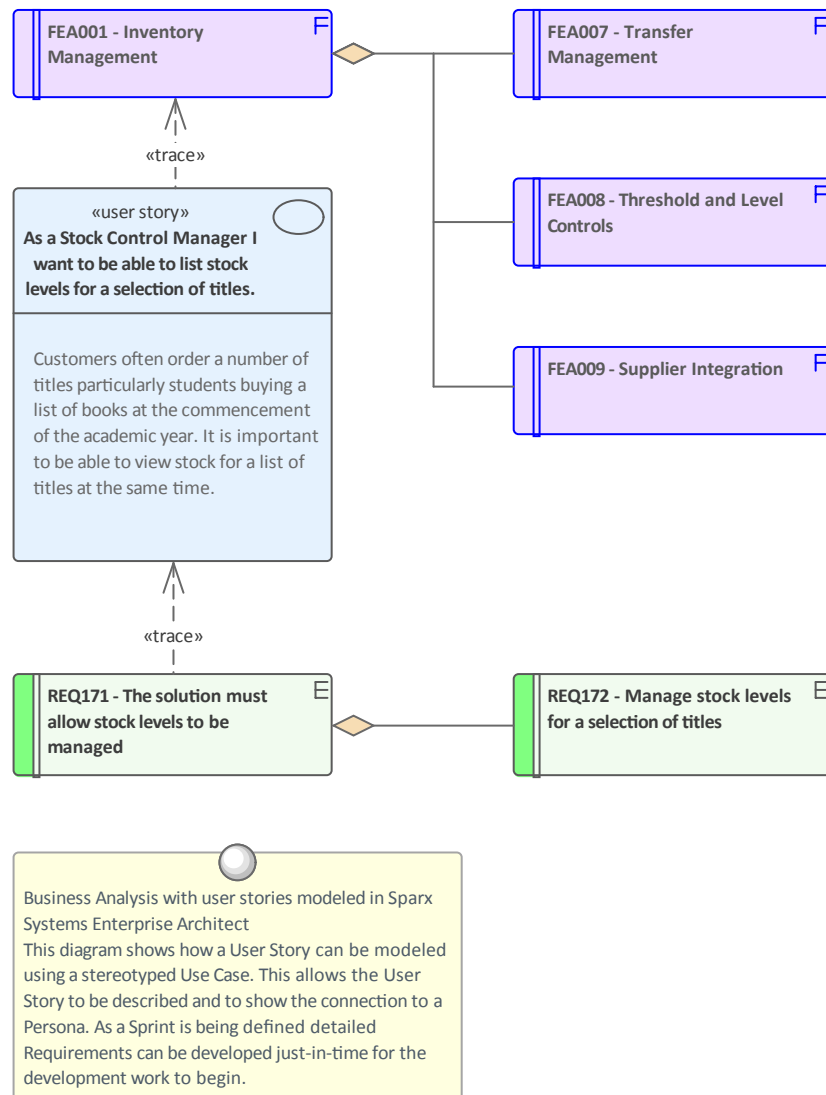 FEA001 - Inventory
Management
F
FEA007 - Transfer
Management
F
«trace»
FEA008 - Threshold and Level
Controls
F
«user story»
As a Stock Control Manager I
want to be able to list stock
levels for a selection of titles.
Customers often order a number of
titles particularly students buying a
list of books at the commencement
of the academic year. It is important
to be able to view stock for a list of
titles at the same time.
FEA009 - Supplier Integration
F
«trace»
REQ171 - The solution must
allow stock levels to be
managed
E
REQ172 - Manage stock levels
for a selection of titles
E
Business Analysis with user stories modeled in Sparx
Systems Enterprise Architect
This diagram shows how a User Story can be modeled
using a stereotyped Use Case. This allows the User
Story to be described and to show the connection to a
Persona. As a Sprint is being defined detailed
Requirements can be developed just-in-time for the
development work to begin.